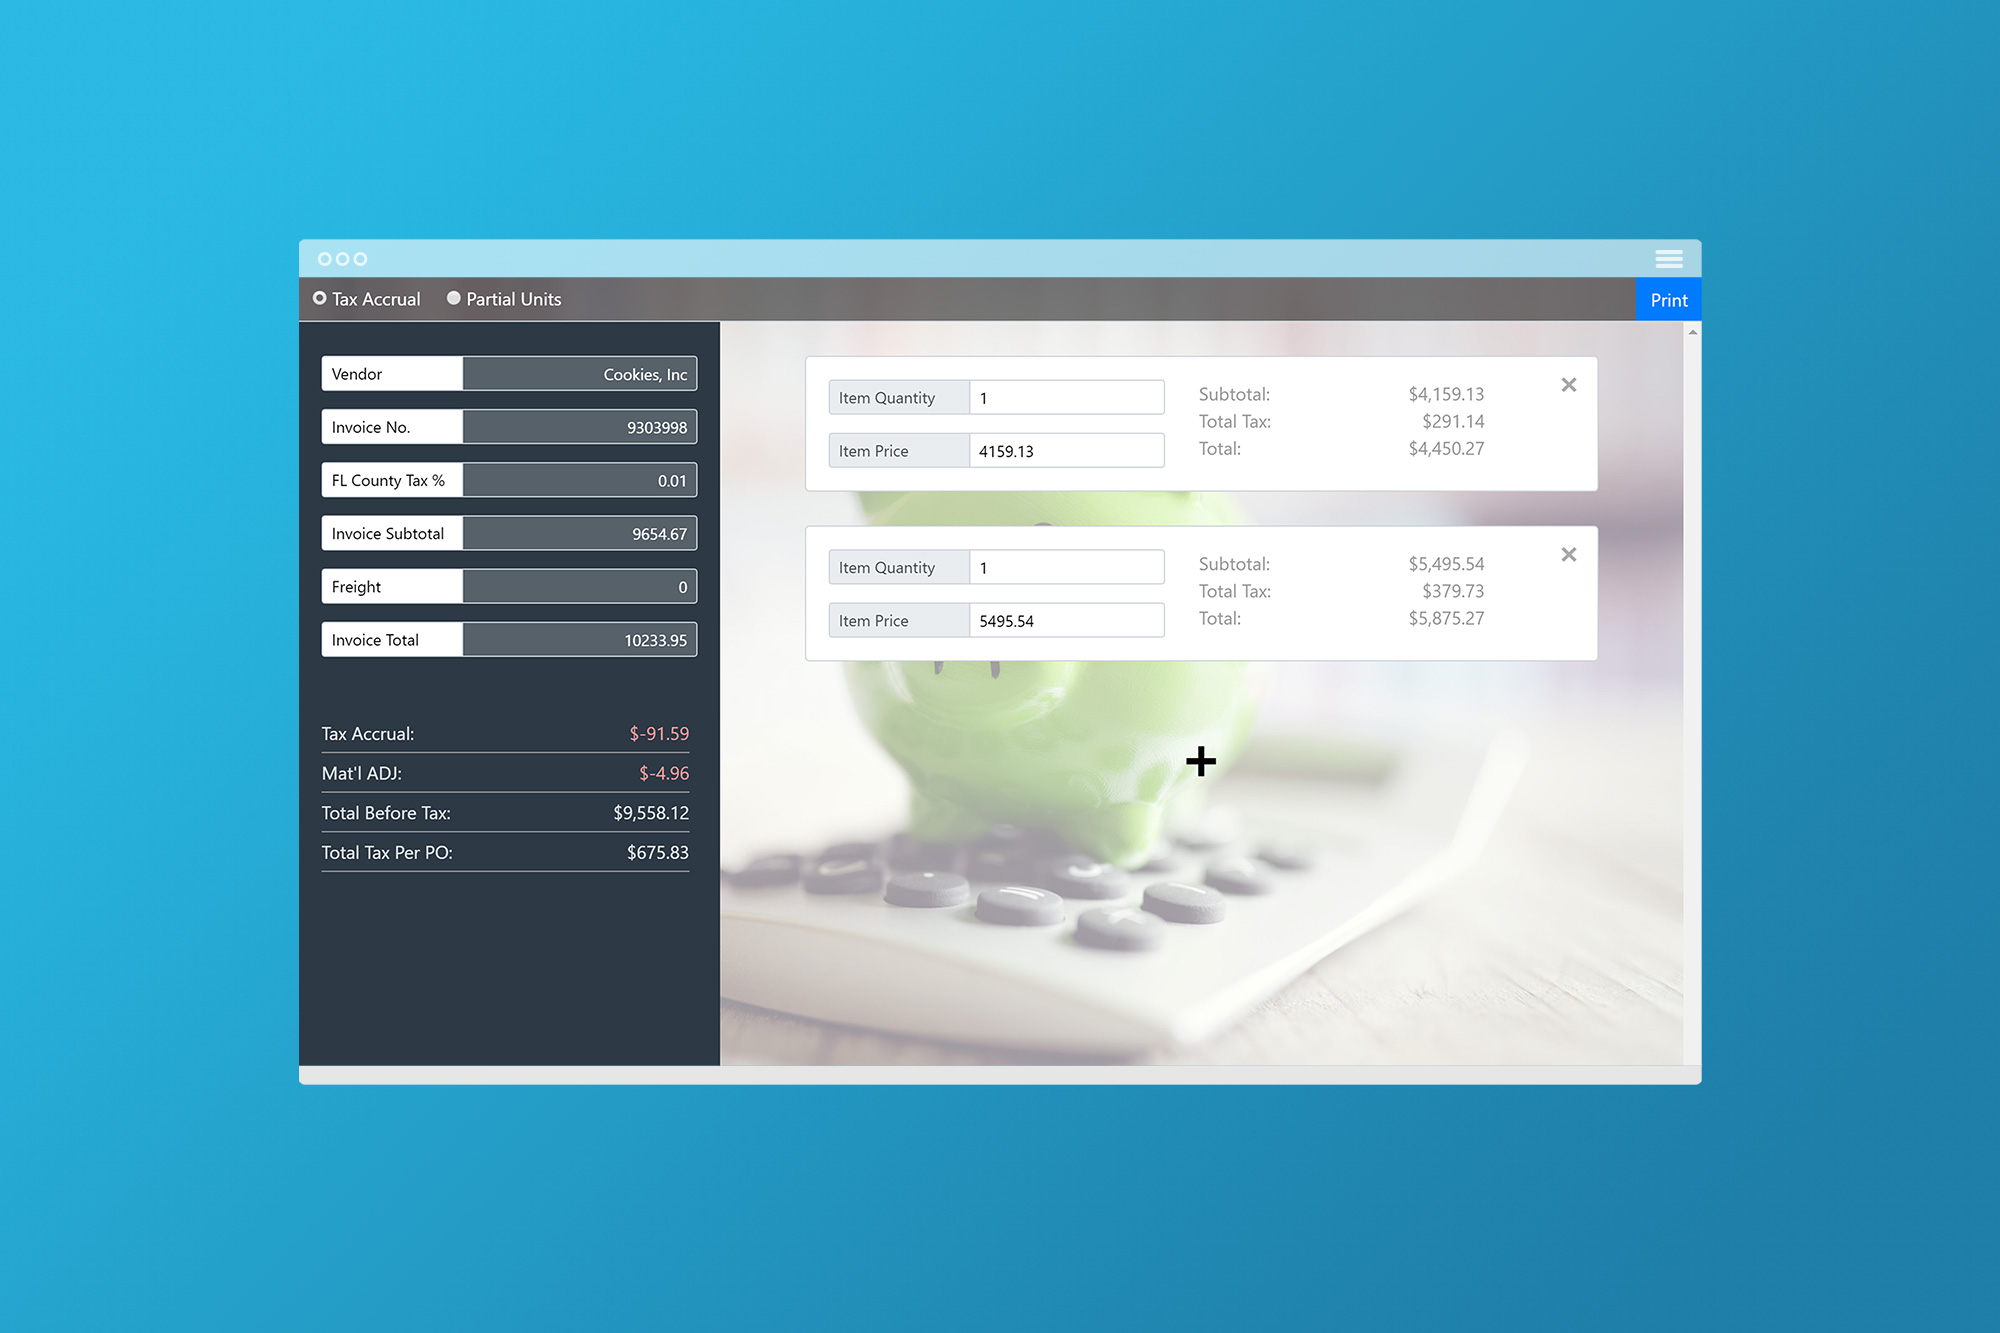 Tax Accrual Partial Units Print
Vendor Cookies, Inc
Invoice No. 9303998
FL County Tax % 0.01
Invoice Subtotal 9654.67
Freight 0
Invoice Total 10233.95
Tax Accrual: $-91.59
Mat'l ADJ: $-4.96
Total Before Tax: $9,558.12
Total Tax Per PO: $675.83
Item Quantity 1
Item Price 4159.13
Subtotal: $4,159.13
Total Tax: $291.14
Total: $4,450.27
Item Quantity 1
Item Price 5495.54
Subtotal: $5,495.54
Total Tax: $379.73
Total: $5,875.27